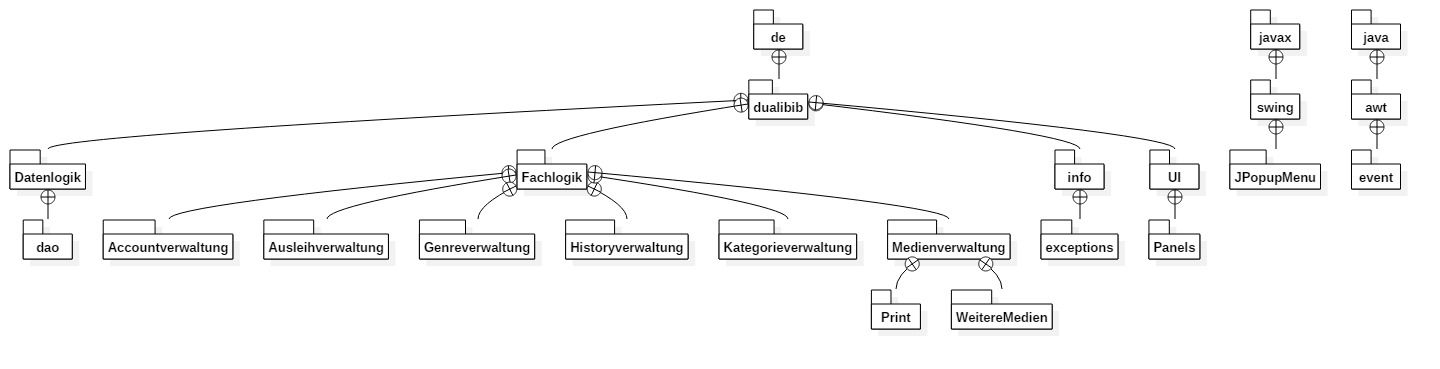 de
javax
java
dualibib
swing
awt
Datenlogik
Fachlogik
info
UI
JPopupMenu
event
dao
Accountverwaltung
Ausleihverwaltung
Genreverwaltung
Historyverwaltung
Kategorieverwaltung
Medienverwaltung
exceptions
Panels
Print
WeitereMedien